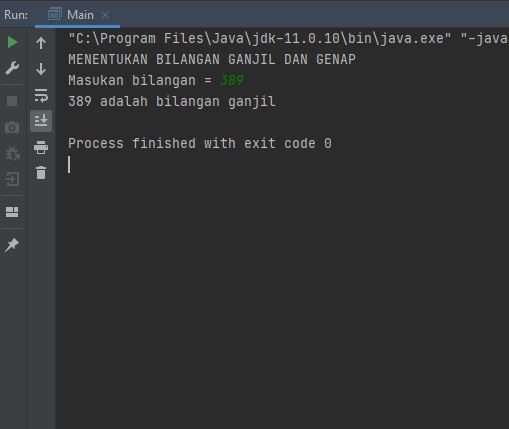 Run: Main
"C:\Program Files\Java\jdk-11.0.10\bin\java.exe" "-java
MENENTUKAN BILANGAN GANJIL DAN GENAP
Masukan bilangan = 389
389 adalah bilangan ganjil
Process finished with exit code 0